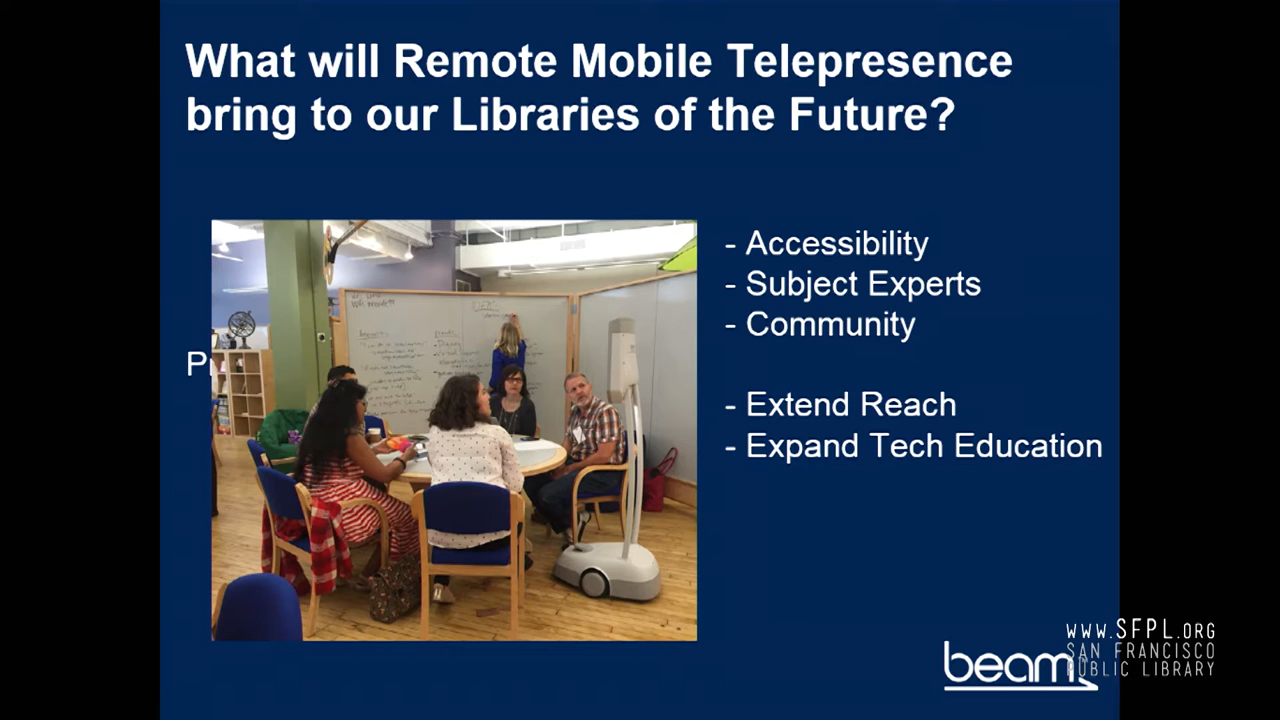 What will Remote Mobile Telepresence
bring to our Libraries of the Future?
- Accessibility
- Subject Experts
- Community
- Extend Reach
- Expand Tech Education
P
beam
WWW.SFPL.ORG
SAN FRANCISCO
PUBLIC LIBRARY